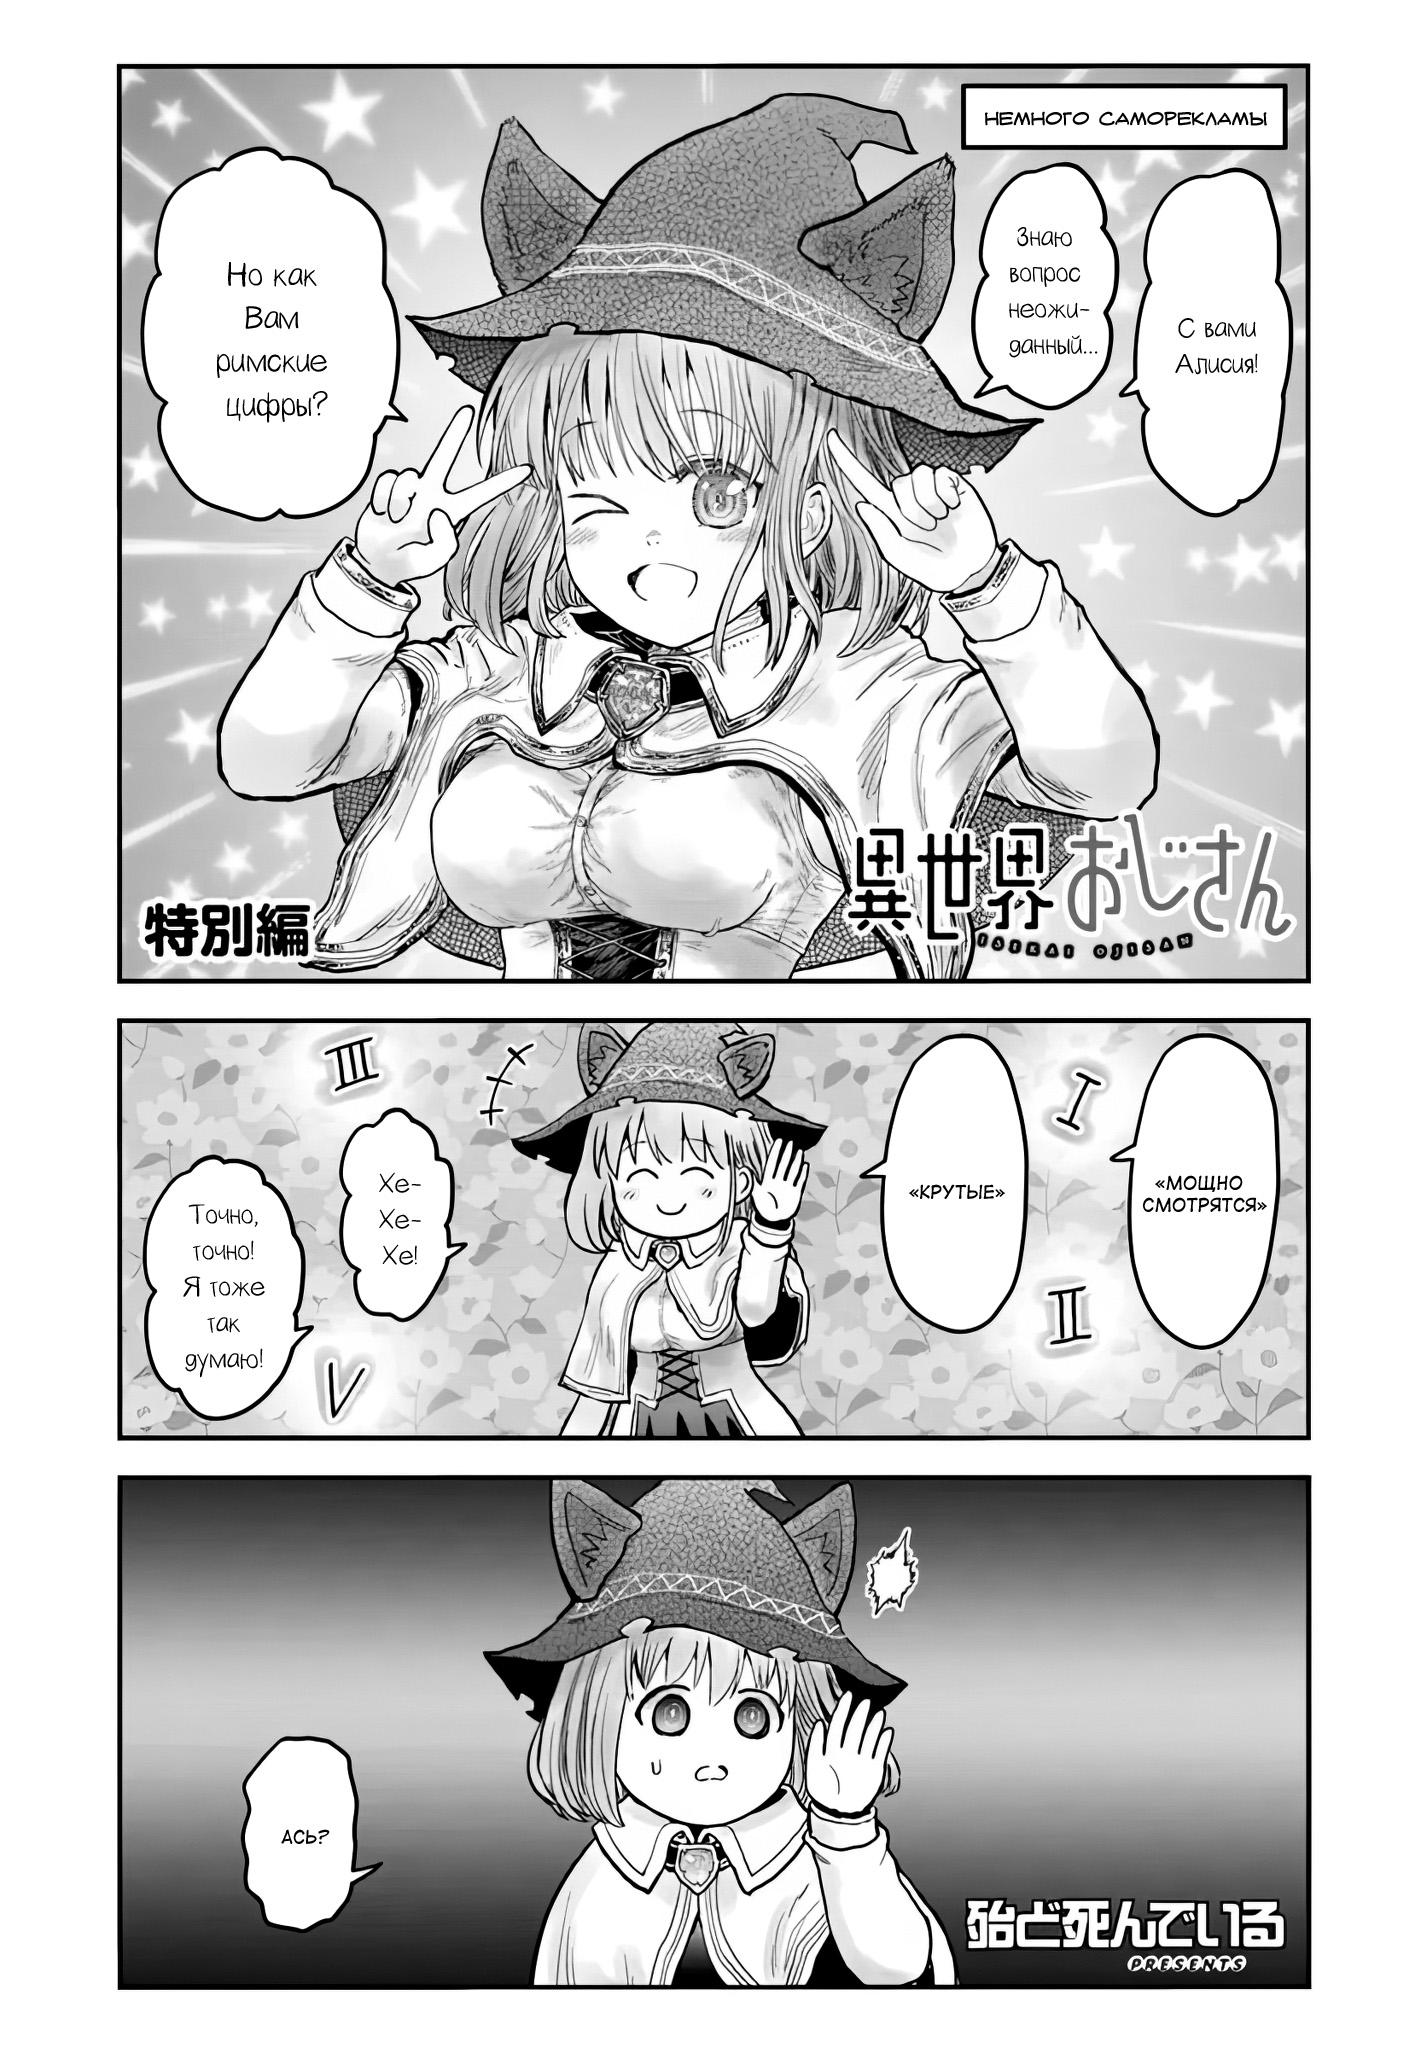 НЕМНОГО САМОРЕКЛАМЫ
С вами
Алисия!
Знаю
вопрос
неожи-
данный...
Но как
Вам
римские
цифры?
異世界おじさん
ISEKAI OJISAN
特別編
«МОЩНО
СМОТРЯТСЯ»
I
II
«КРУТЫЕ»
III
Хе-
Хе-
Хе!
Точно,
точно!
Я тоже
так
думаю!
V
АСЬ?
殆ど死んでいる
PRESENTS